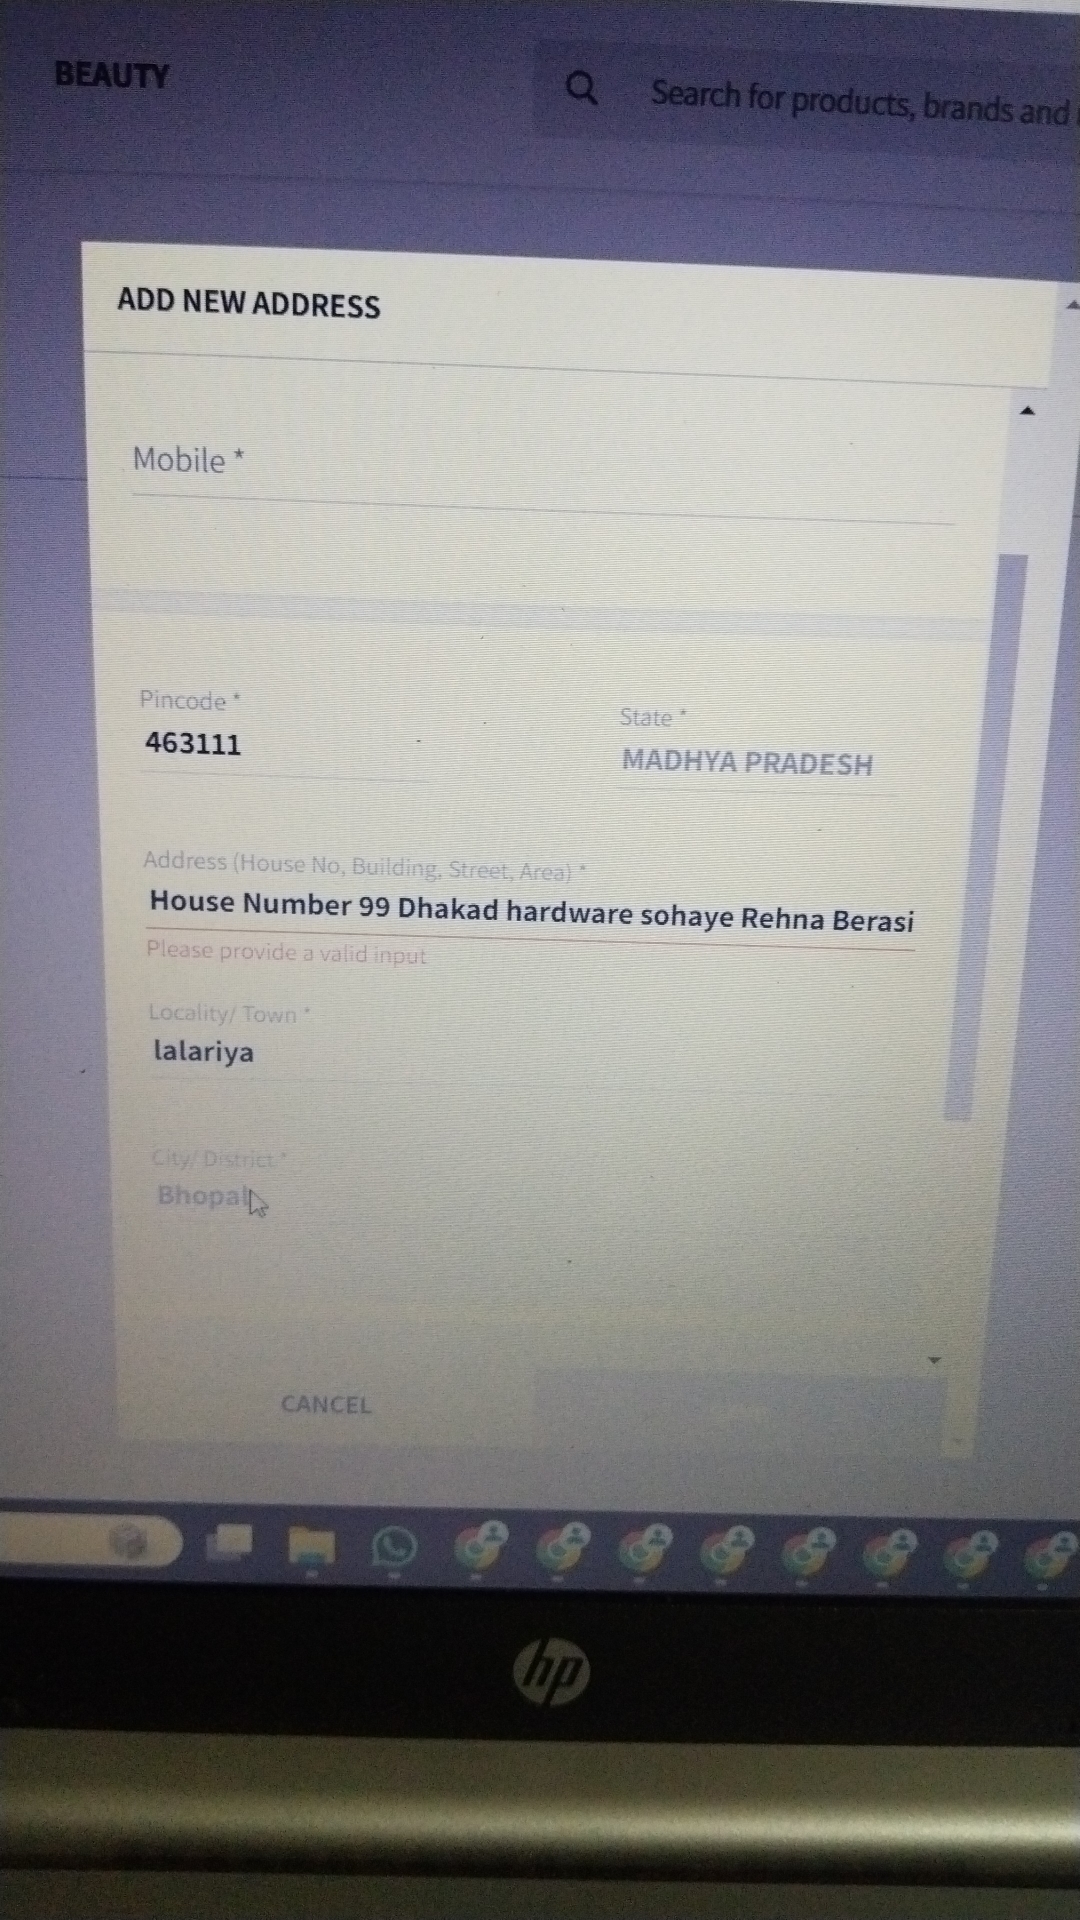 BEAUTY
Search for products, brands and
ADD NEW ADDRESS
Mobile *
Pincode *
463111
State *
MADHYA PRADESH
Address (House No, Building, Street, Area) *
House Number 99 Dhakad hardware sohaye Rehna Berasi
Please provide a valid input
Locality/ Town *
lalariya
City/ District *
Bhopal
CANCEL
hp